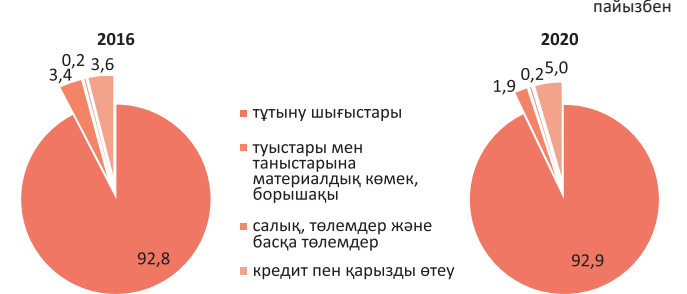 пайызбен
2016
2020
3,4
0,2
3,6
92,8
тұтыну шығыстары
туыстары мен
таныстарына
материалдық көмек,
борышақы
салық, төлемдер және
басқа төлемдер
кредит пен қарызды өтеу
1,9
0,2
5,0
92,9